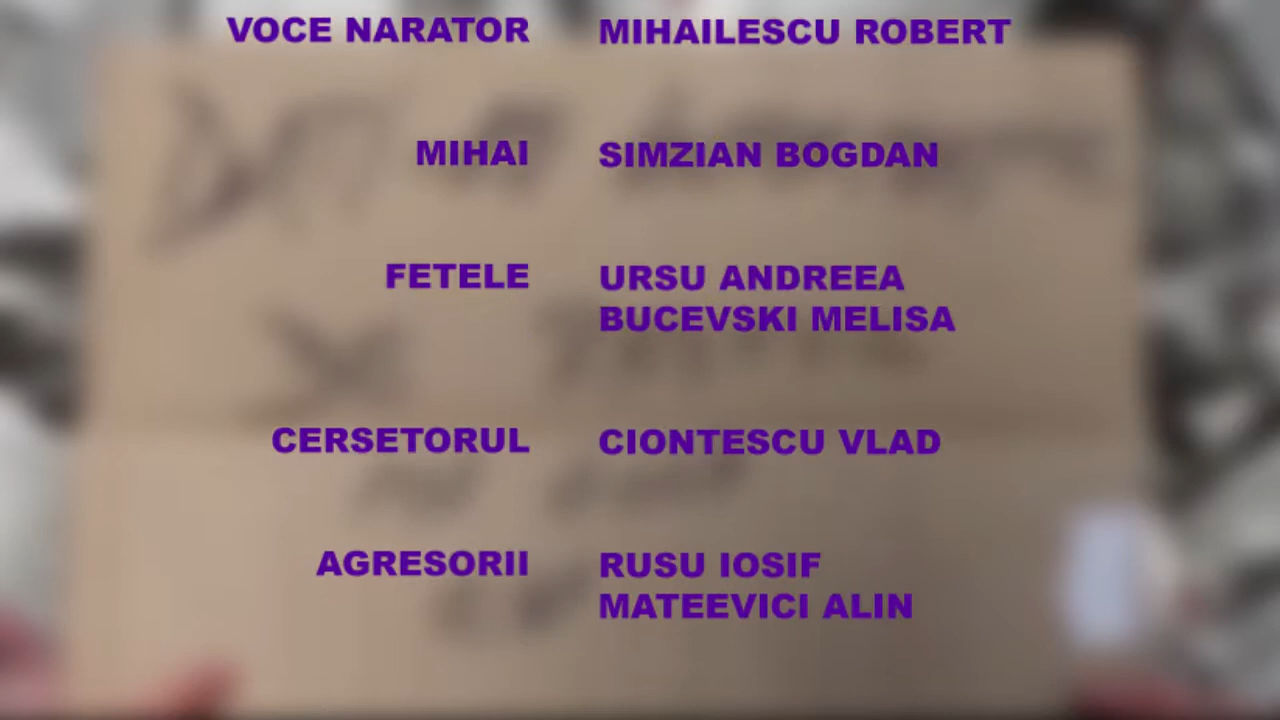 VOCE NARATOR MIHAILESCU ROBERT
MIHAI SIMZIAN BOGDAN
FETELE URSU ANDREEA
BUCEVSKI MELISA
CERSETORUL CIONTESCU VLAD
AGRESORII RUSU IOSIF
MATEEVICI ALIN